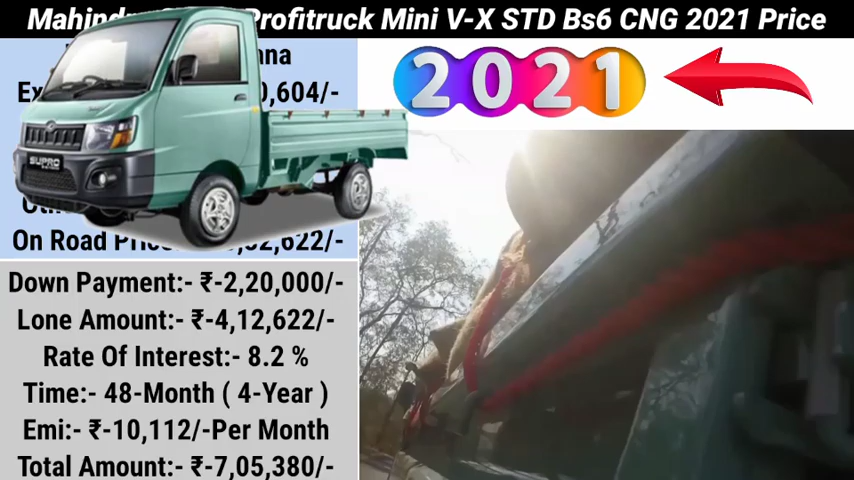 Profitruck Mini V-X STD Bs6 CNG 2021 Price
2021
SUPRO
On Road
Down Payment:- ₹-2,20,000/-
Lone Amount:- ₹-4,12,622/-
Rate Of Interest:- 8.2 %
Time:- 48-Month ( 4-Year )
Emi:- ₹-10,112/-Per Month
Total Amount:- ₹-7,05,380/-